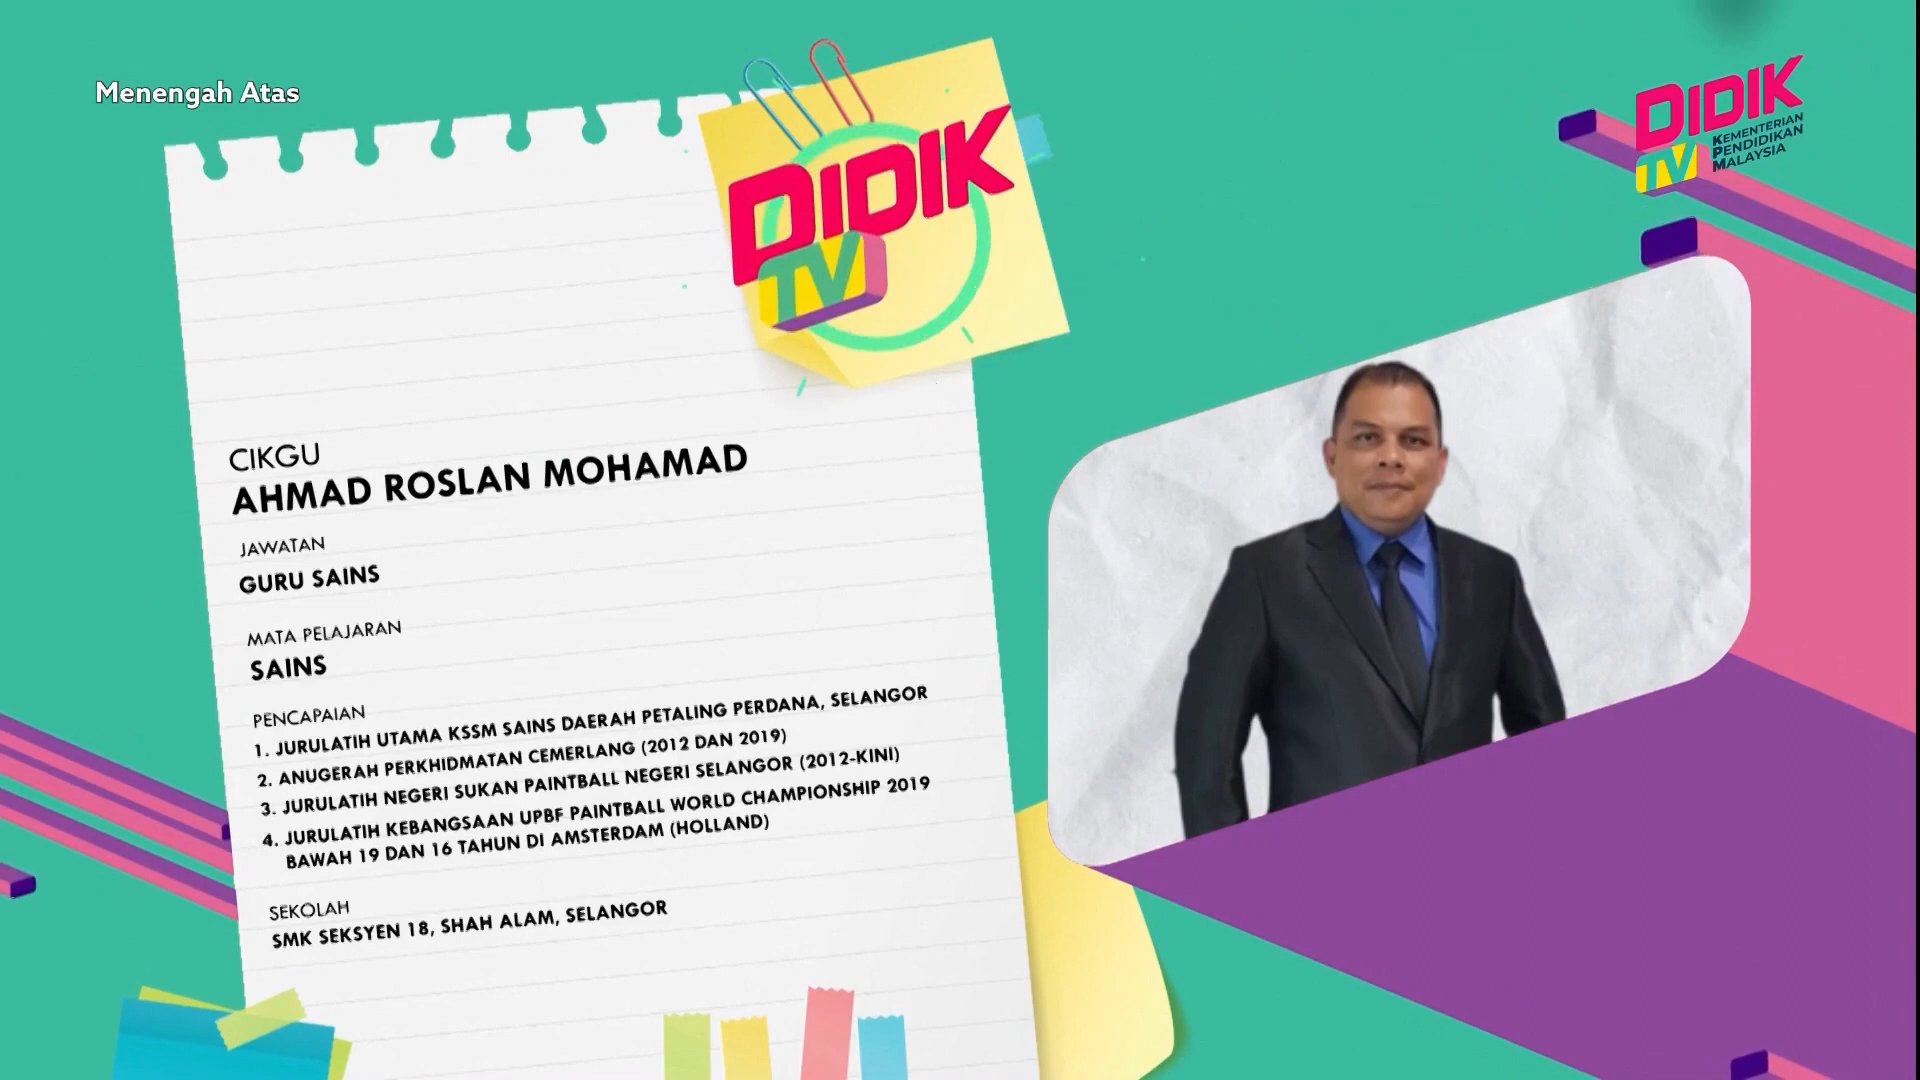 Menengah Atas
DIDIK
TV
DIDIK
TV
KEMENTERIAN
PENDIDIKAN
MALAYSIA
CIKGU
AHMAD ROSLAN MOHAMAD
JAWATAN
GURU SAINS
MATA PELAJARAN
SAINS
PENCAPAIAN
1. JURULATIH UTAMA KSSM SAINS DAERAH PETALING PERDANA, SELANGOR
2. ANUGERAH PERKHIDMATAN CEMERLANG (2012 DAN 2019)
3. JURULATIH NEGERI SUKAN PAINTBALL NEGERI SELANGOR (2012-KINI)
4. JURULATIH KEBANGSAAN UPBF PAINTBALL WORLD CHAMPIONSHIP 2019
BAWAH 19 DAN 16 TAHUN DI AMSTERDAM (HOLLAND)
SEKOLAH
SMK SEKSYEN 18, SHAH ALAM, SELANGOR